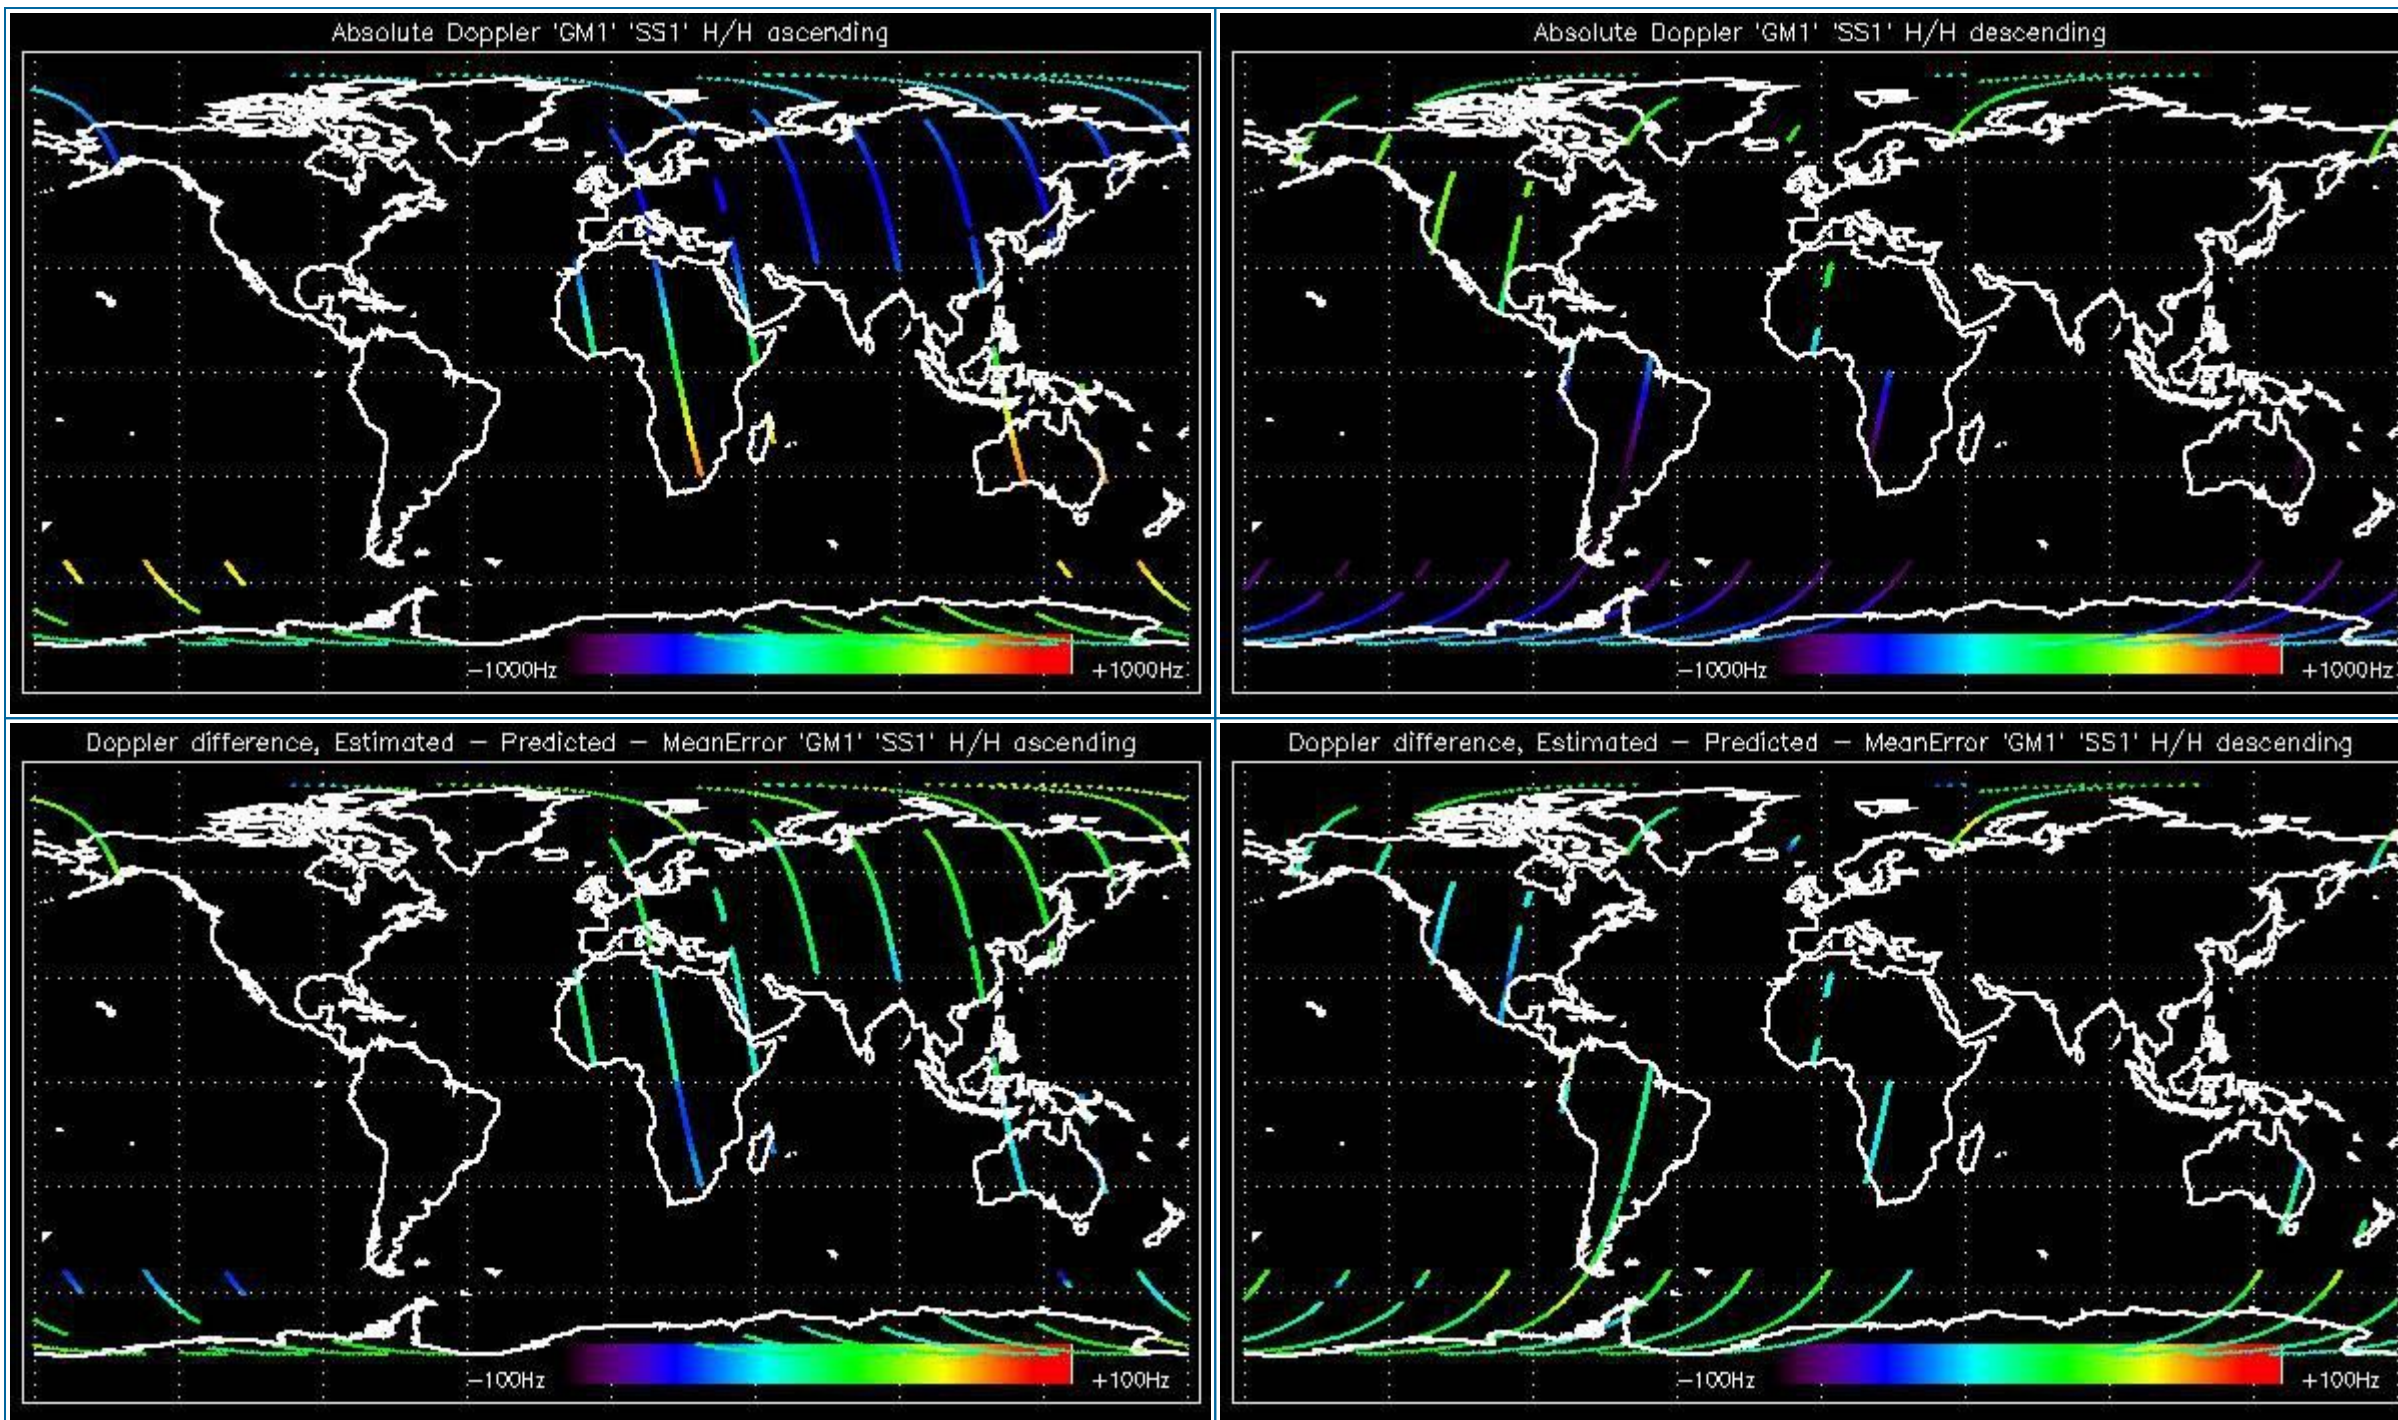 Absolute Doppler 'GM1' 'SS1' H/H ascending
−1000Hz
+1000Hz
Absolute Doppler 'GM1' 'SS1' H/H descending
−1000Hz
+1000Hz
Doppler difference, Estimated − Predicted − MeanError 'GM1' 'SS1' H/H ascending
−100Hz
+100Hz
Doppler difference, Estimated − Predicted − MeanError 'GM1' 'SS1' H/H descending
−100Hz
+100Hz